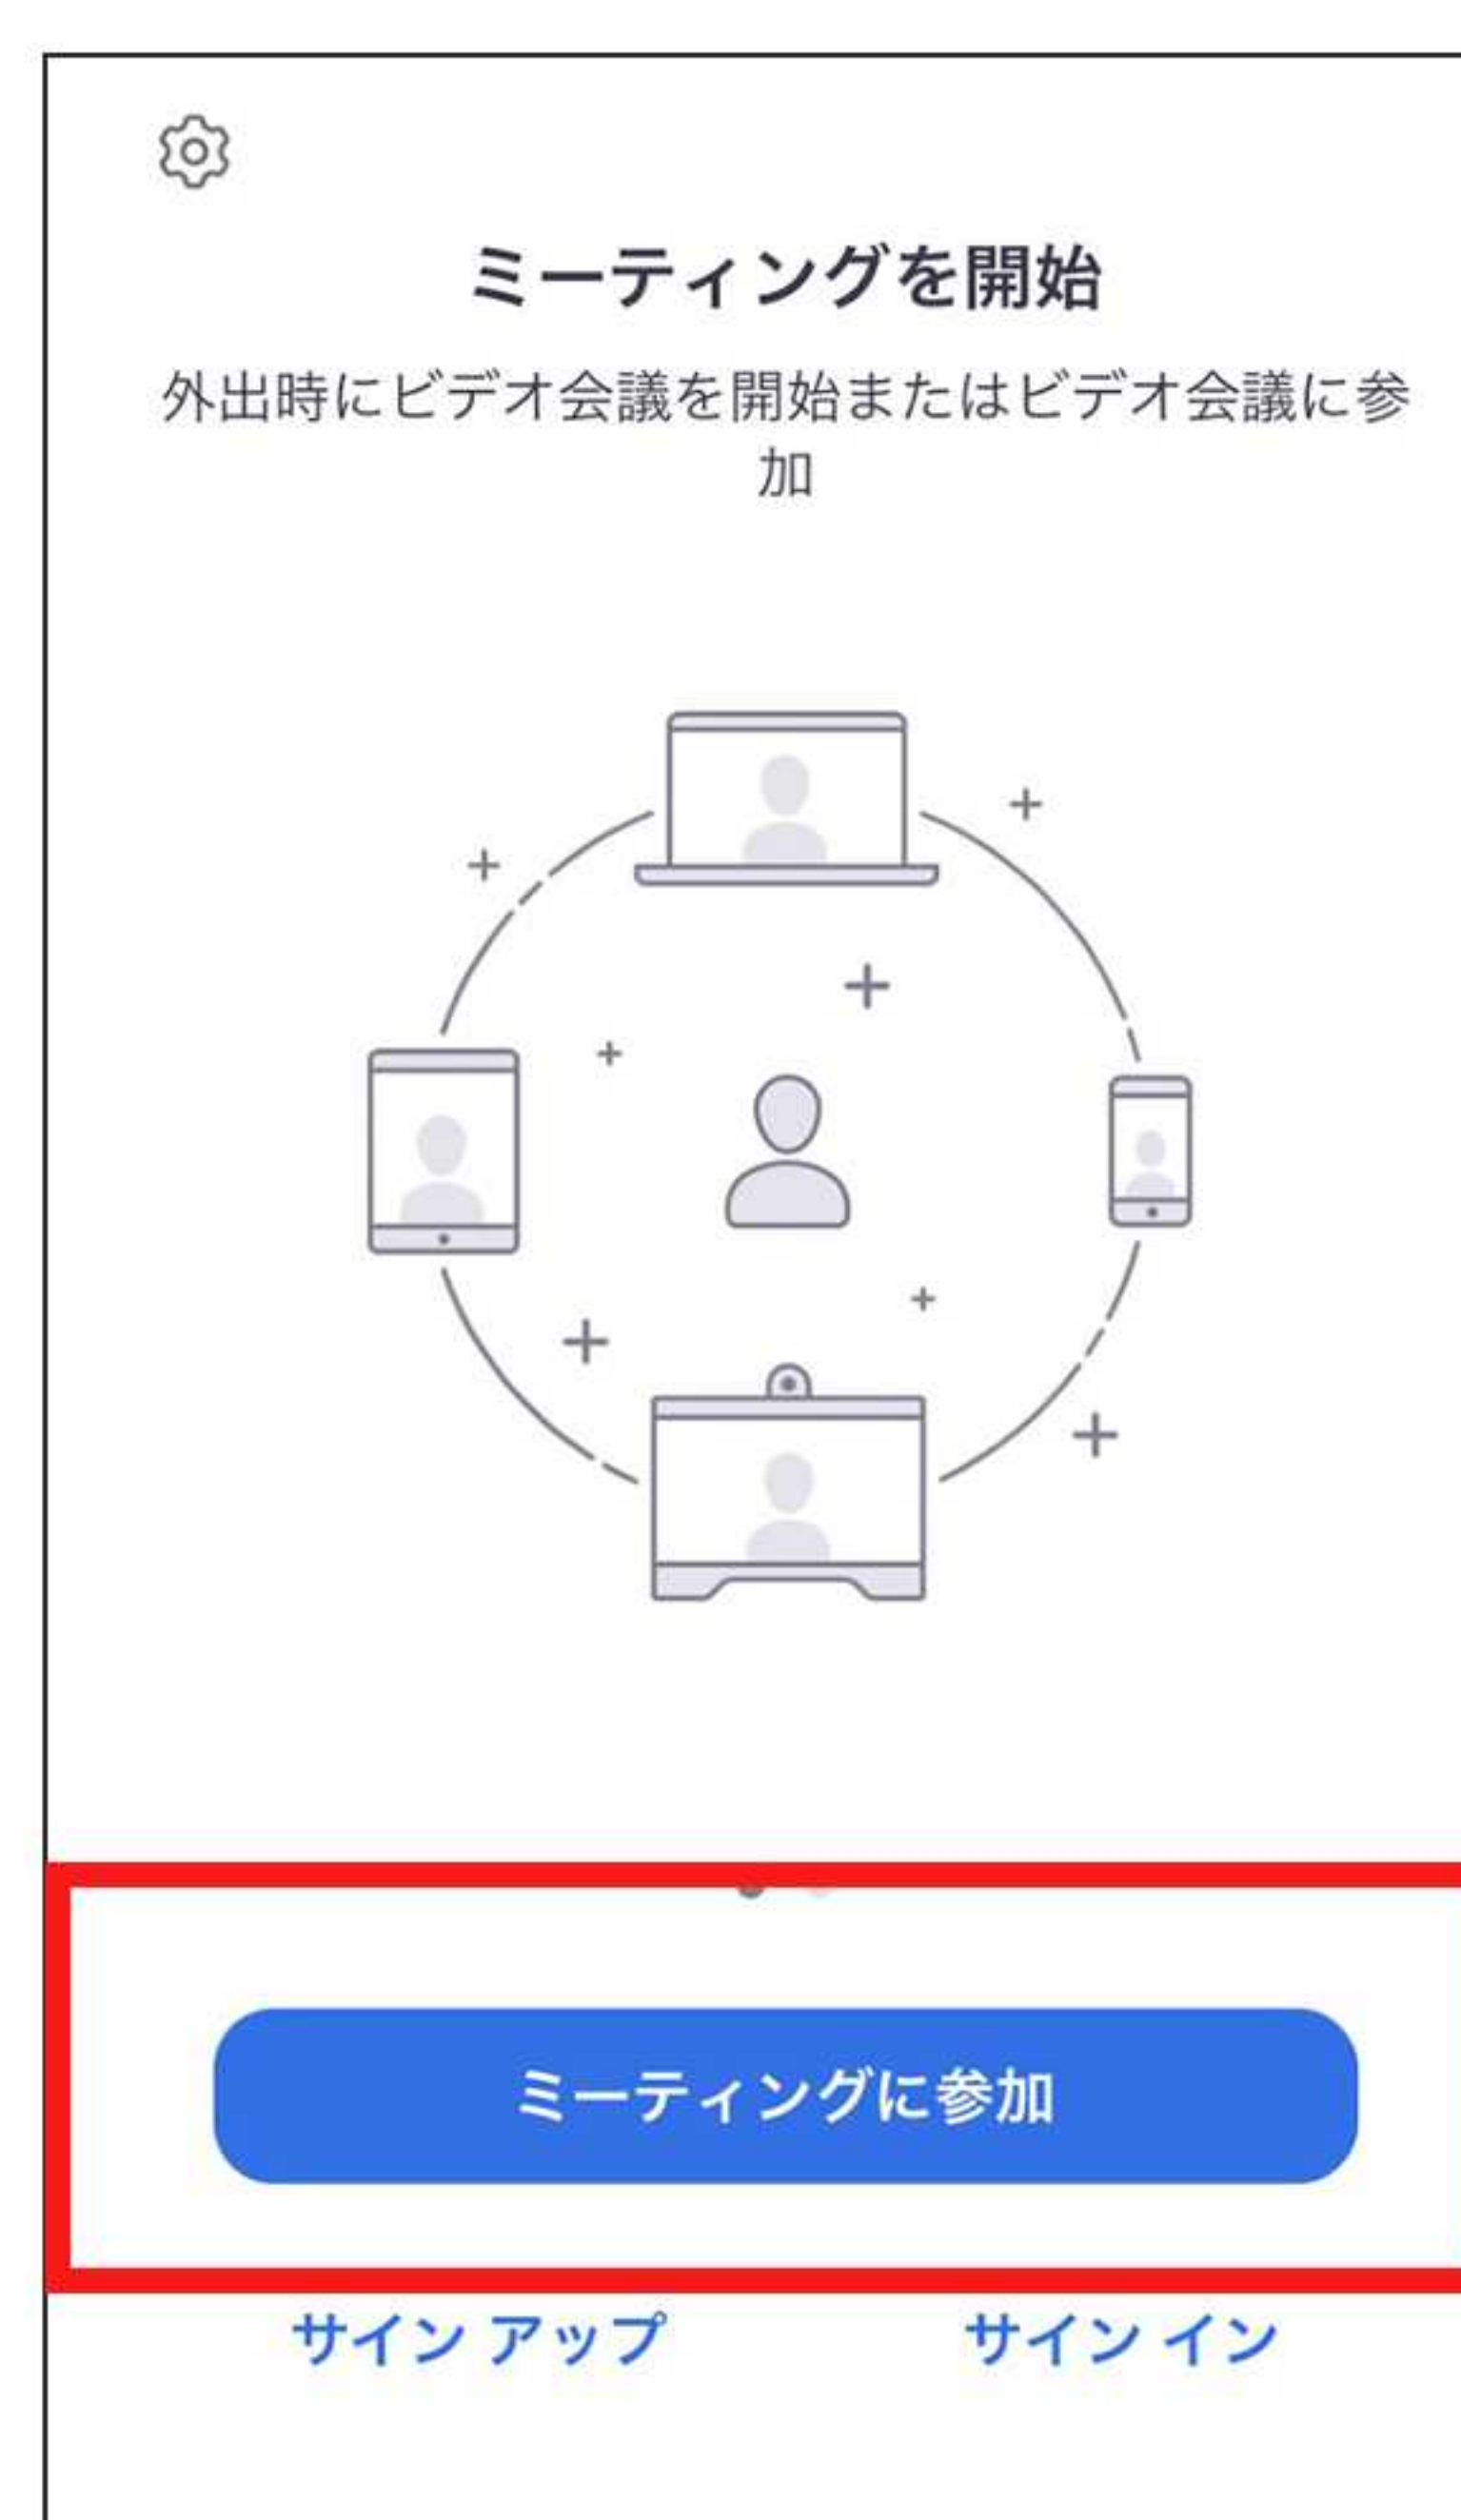 ミーティングを開始
外出時にビデオ会議を開始またはビデオ会議に参
加
ミーティングに参加
サイン アップ
サイン イン